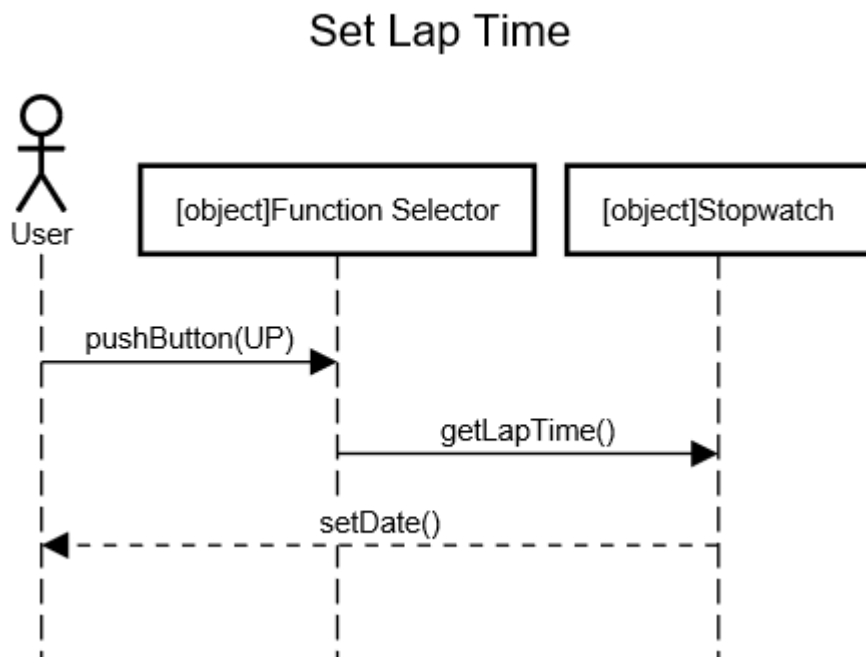 Set Lap Time
User
[object]Function Selector
[object]Stopwatch
pushButton(UP)
getLapTime()
setDate()